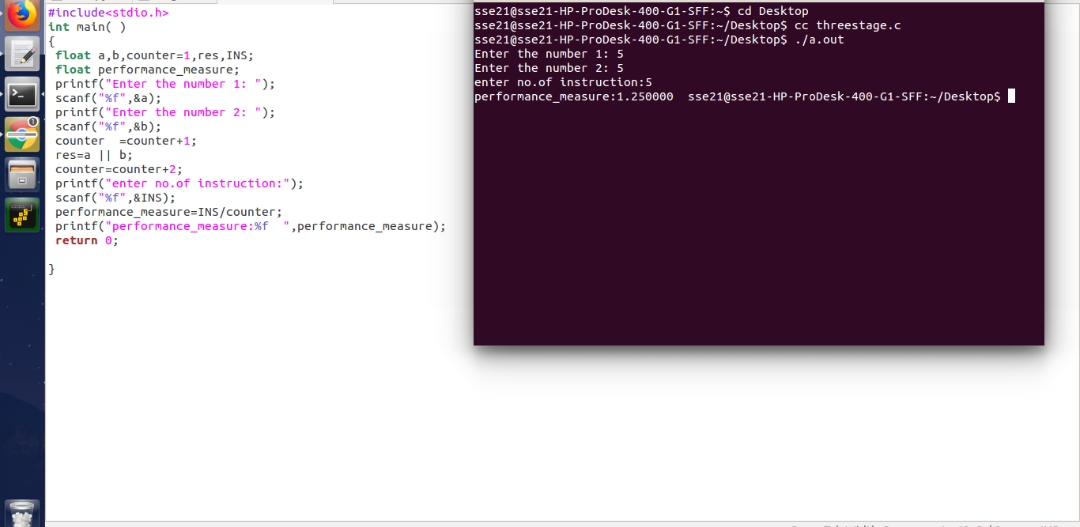 #include<stdio.h>
int main( )
{
float a,b,counter=1,res,INS;
float performance_measure;
printf("Enter the number 1: ");
scanf("%f",&a);
printf("Enter the number 2: ");
scanf("%f",&b);
counter  =counter+1;
res=a || b;
counter=counter+2;
printf("enter no.of instruction:");
scanf("%f",&INS);
performance_measure=INS/counter;
printf("performance_measure:%f  ",performance_measure);
return 0;
}
sse21@sse21-HP-ProDesk-400-G1-SFF:~$ cd Desktop
sse21@sse21-HP-ProDesk-400-G1-SFF:~/Desktop$ cc threestage.c
sse21@sse21-HP-ProDesk-400-G1-SFF:~/Desktop$ ./a.out
Enter the number 1: 5
Enter the number 2: 5
enter no.of instruction:5
performance_measure:1.250000  sse21@sse21-HP-ProDesk-400-G1-SFF:~/Desktop$